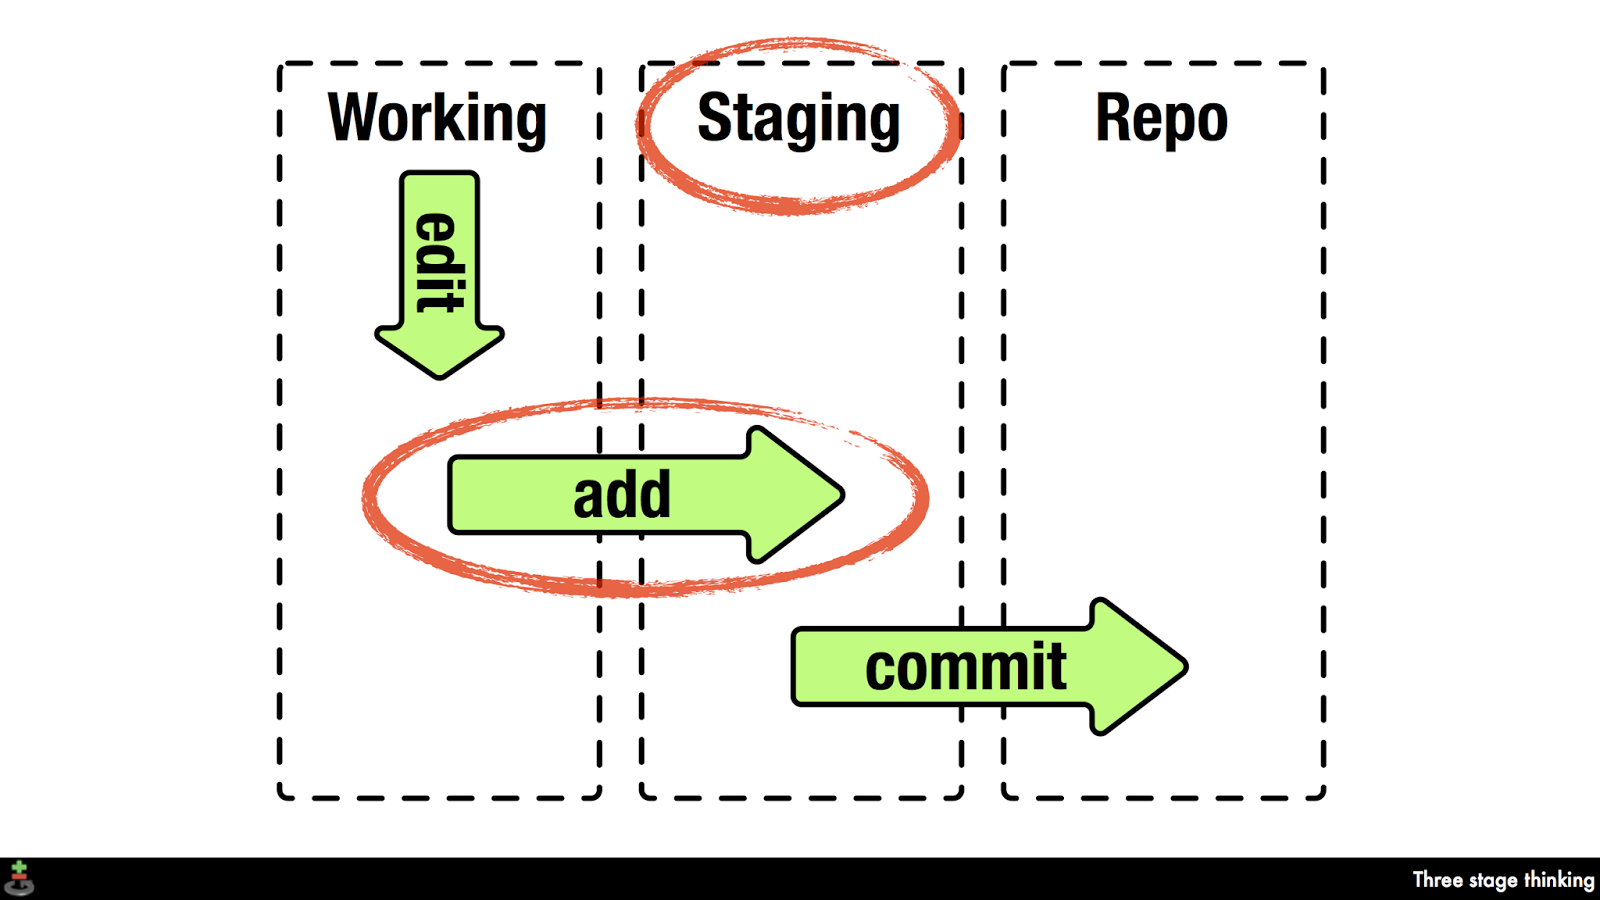 Working
Staging
Repo
edit
add
commit
Three stage thinking